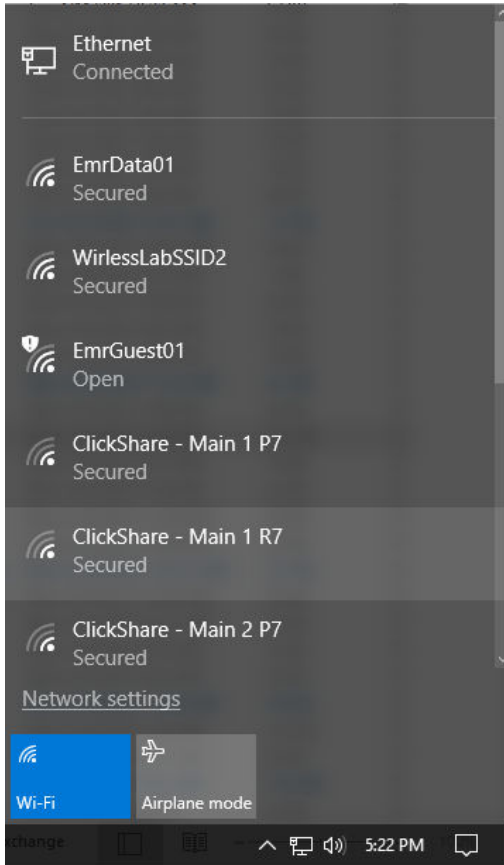 Ethernet
Connected
EmrData01
Secured
WirlessLabSSID2
Secured
EmrGuest01
Open
ClickShare - Main 1 P7
Secured
ClickShare - Main 1 R7
Secured
ClickShare - Main 2 P7
Secured
Network settings
Wi-Fi
Airplane mode
change
5:22 PM